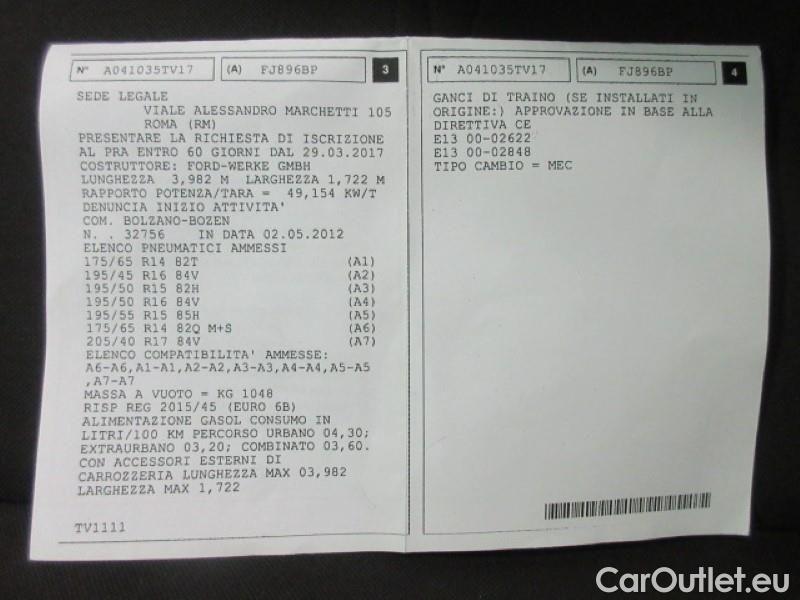 N° A041035TV17 (A) FJ896BP 3
SEDE LEGALE
VIALE ALESSANDRO MARCHETTI 105
ROMA (RM)
PRESENTARE LA RICHIESTA DI ISCRIZIONE
AL PRA ENTRO 60 GIORNI DAL 29.03.2017
COSTRUTTORE: FORD-WERKE GMBH
LUNGHEZZA 3,982 M LARGHEZZA 1,722 M
RAPPORTO POTENZA/TARA = 49,154 KW/T
DENUNCIA INIZIO ATTIVITA'
COM. BOLZANO-BOZEN
N. . 32756 IN DATA 02.05.2012
ELENCO PNEUMATICI AMMESSI
175/65 R14 82T (A1)
195/45 R16 84V (A2)
195/50 R15 82H (A3)
195/50 R16 84V (A4)
195/55 R15 85H (A5)
175/65 R14 82Q M+S (A6)
205/40 R17 84V (A7)
ELENCO COMPATIBILITA' AMMESSE:
A6-A6,A1-A1,A2-A2,A3-A3,A4-A4,A5-A5
,A7-A7
MASSA A VUOTO = KG 1048
RISP REG 2015/45 (EURO 6B)
ALIMENTAZIONE GASOL CONSUMO IN
LITRI/100 KM PERCORSO URBANO 04,30;
EXTRAURBANO 03,20; COMBINATO 03,60.
CON ACCESSORI ESTERNI DI
CARROZZERIA LUNGHEZZA MAX 03,982
LARGHEZZA MAX 1,722
TV1111
N° A041035TV17 (A) FJ896BP 4
GANCI DI TRAINO (SE INSTALLATI IN
ORIGINE:) APPROVAZIONE IN BASE ALLA
DIRETTIVA CE
E13 00-02622
E13 00-02848
TIPO CAMBIO = MEC
CarOutlet.eu